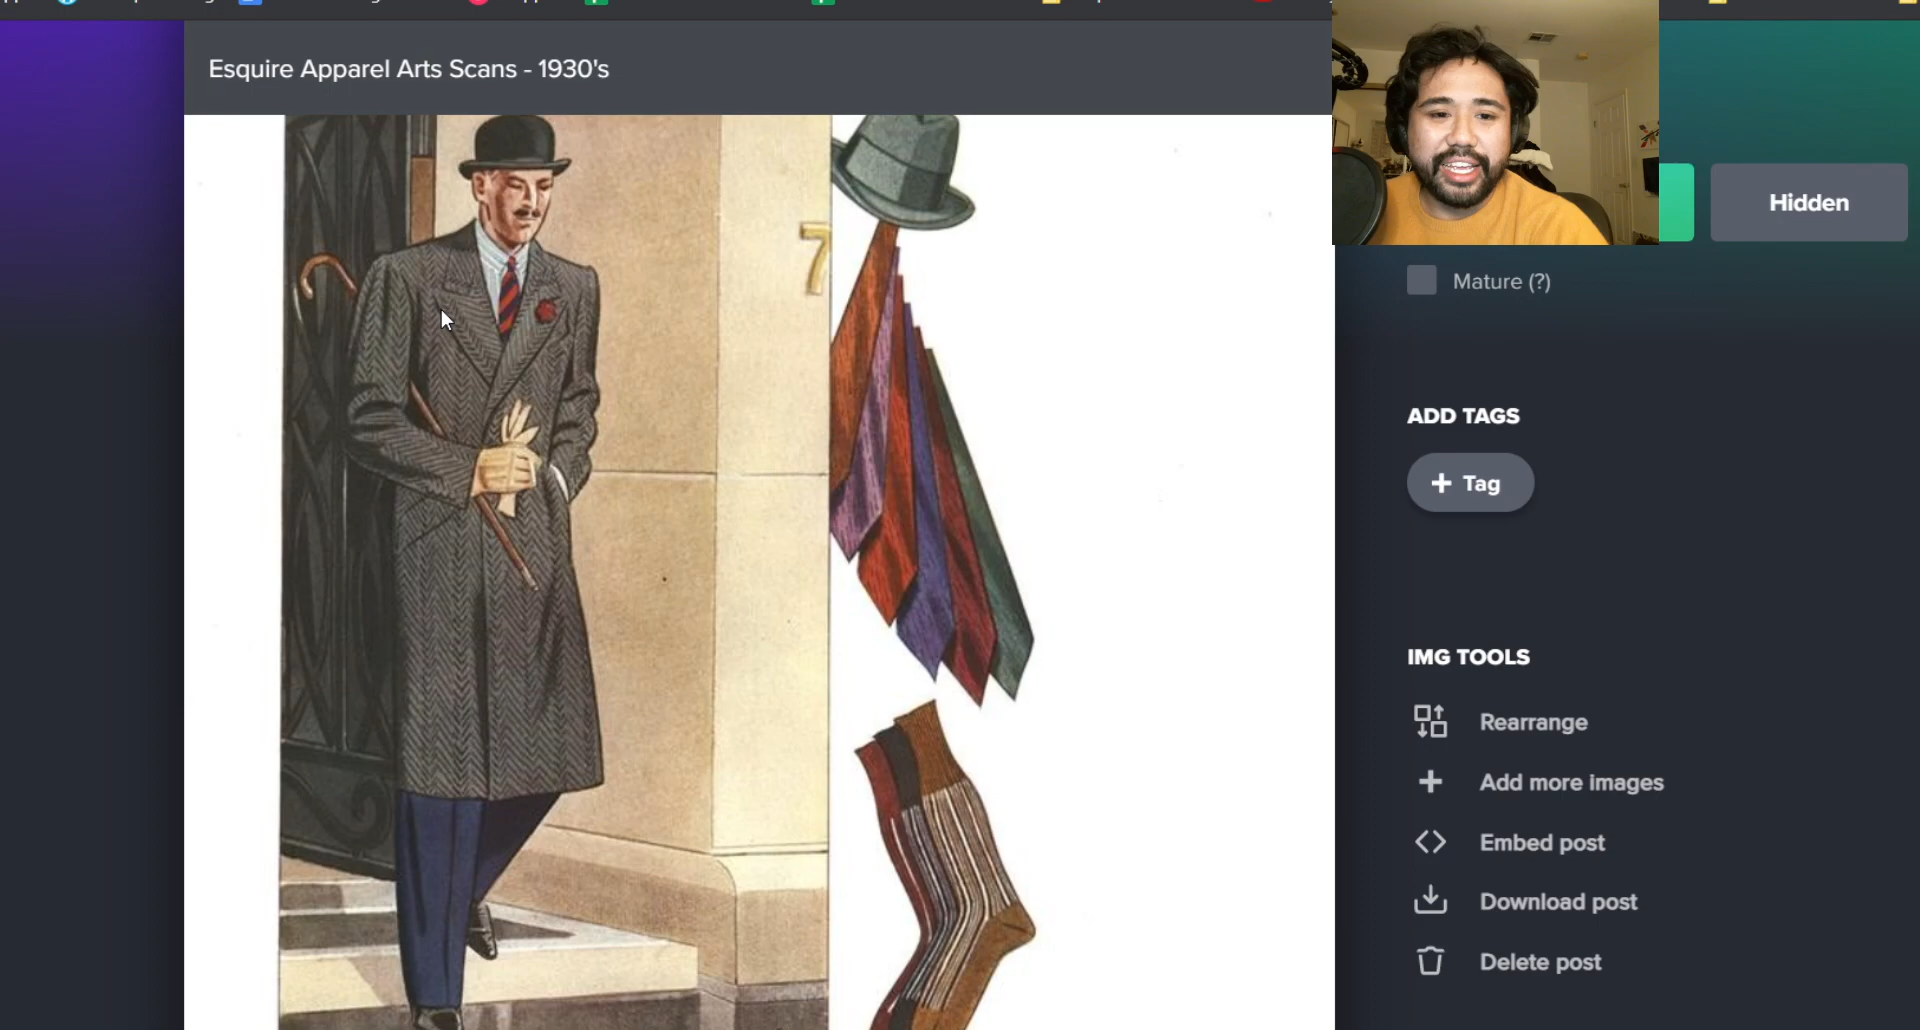 Esquire Apparel Arts Scans - 1930's
7
Hidden
Mature (?)
ADD TAGS
+ Tag
IMG TOOLS
Rearrange
Add more images
Embed post
Download post
Delete post